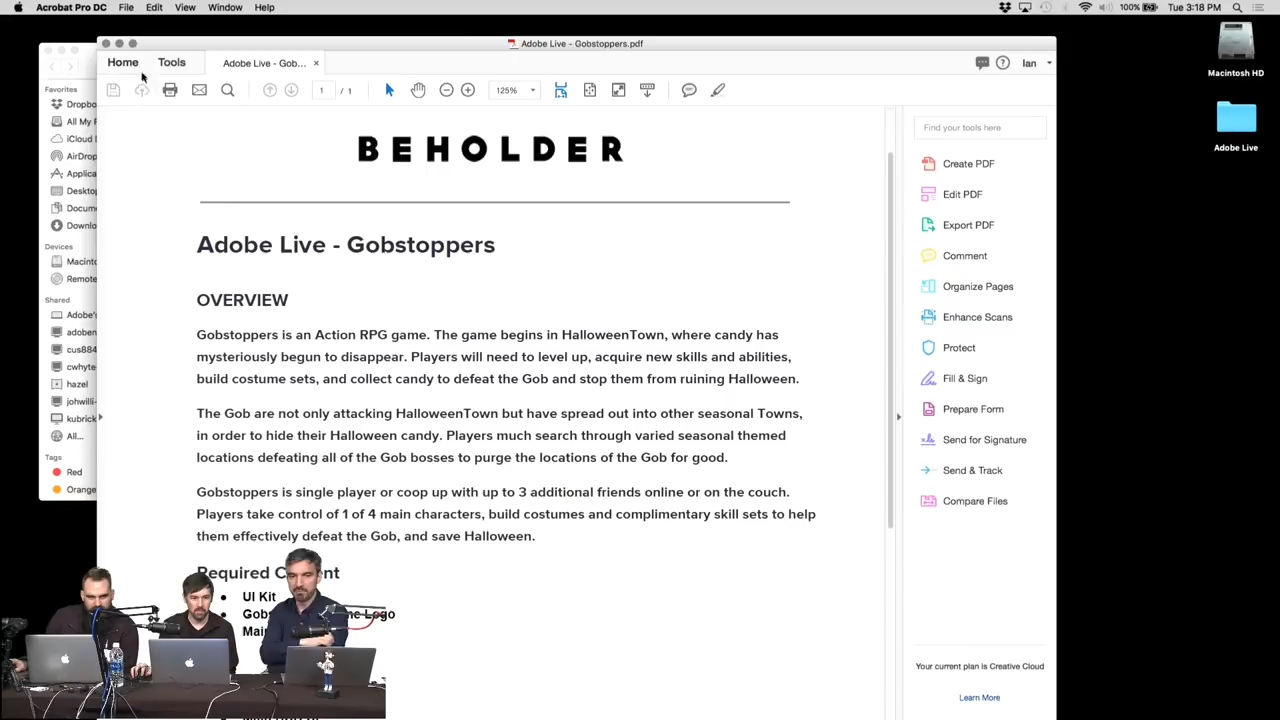 Acrobat Pro DC File Edit View Window Help
100% Tue 3:18 PM
Adobe Live - Gobstoppers.pdf
Home Tools Adobe Live - Gob... ×
Ian
1 / 1
125%
Favorites
Dropbo
All My F
iCloud
AirDrop
Applica
Desktop
Docume
Downlo
Devices
Macinto
Remote
Shared
Adobe's
adoben
cus884
cwhyte
hazel
johwilli
kubrick
All...
Tags
Red
Orange
BEHOLDER
Adobe Live - Gobstoppers
OVERVIEW
Gobstoppers is an Action RPG game. The game begins in HalloweenTown, where candy has
mysteriously begun to disappear. Players will need to level up, acquire new skills and abilities,
build costume sets, and collect candy to defeat the Gob and stop them from ruining Halloween.
The Gob are not only attacking HalloweenTown but have spread out into other seasonal Towns,
in order to hide their Halloween candy. Players much search through varied seasonal themed
locations defeating all of the Gob bosses to purge the locations of the Gob for good.
Gobstoppers is single player or coop up with up to 3 additional friends online or on the couch.
Players take control of 1 of 4 main characters, build costumes and complimentary skill sets to help
them effectively defeat the Gob, and save Halloween.
Required
UI Kit
Logo
Find your tools here
Create PDF
Edit PDF
Export PDF
Comment
Organize Pages
Enhance Scans
Protect
Fill & Sign
Prepare Form
Send for Signature
Send & Track
Compare Files
Your current plan is Creative Cloud
Learn More
Macintosh HD
Adobe Live